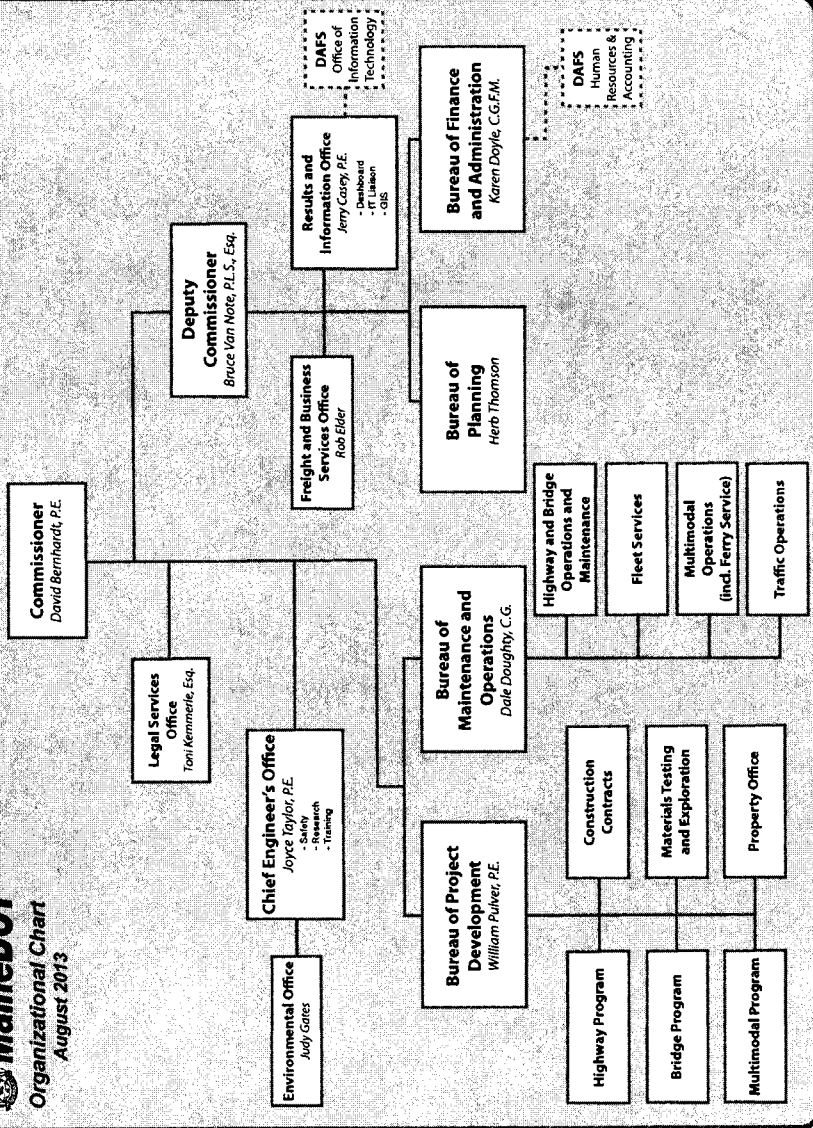 MaineDOT
Organizational Chart
August 2013
Commissioner
David Bernhardt, P.E.
Legal Services
Office
Toni Kemmerle, Esq.
Deputy
Commissioner
Bruce Van Note, P.L.S., Esq.
Chief Engineer's Office
Joyce Taylor, P.E.
- Safety
- Research
- Training
Environmental Office
Judy Gates
Freight and Business
Services Office
Rob Elder
Results and
Information Office
Jerry Casey, P.E.
- Dashboard
- IT Liaison
- GIS
DAFS
Office of
Information
Technology
Bureau of Project
Development
William Pulver, P.E.
Bureau of
Maintenance and
Operations
Dale Doughty, C.G.
Bureau of
Planning
Herb Thomson
Bureau of Finance
and Administration
Karen Doyle, C.G.F.M.
DAFS
Human
Resources &
Accounting
Highway Program
Construction
Contracts
Bridge Program
Materials Testing
and Exploration
Multimodal Program
Property Office
Highway and Bridge
Operations and
Maintenance
Fleet Services
Multimodal
Operations
(incl. Ferry Service)
Traffic Operations